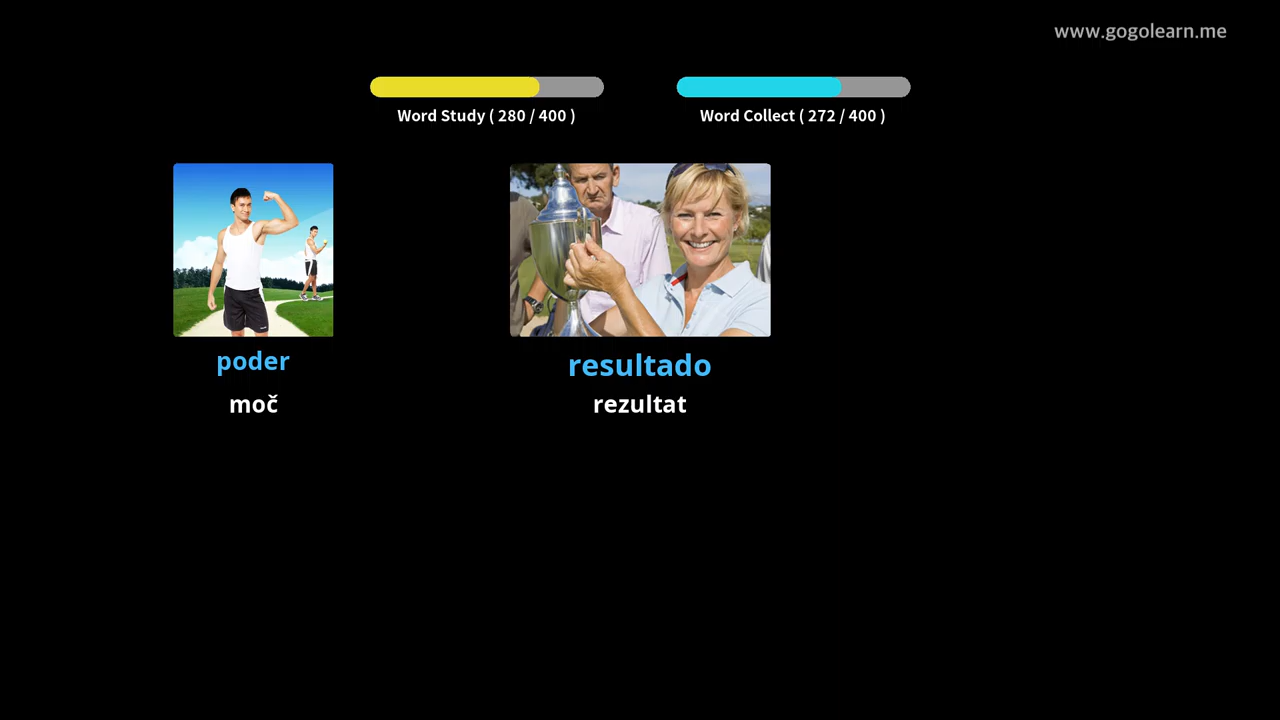 www.gogolearn.me
Word Study ( 280 / 400 )
Word Collect ( 272 / 400 )
poder
moč
resultado
rezultat